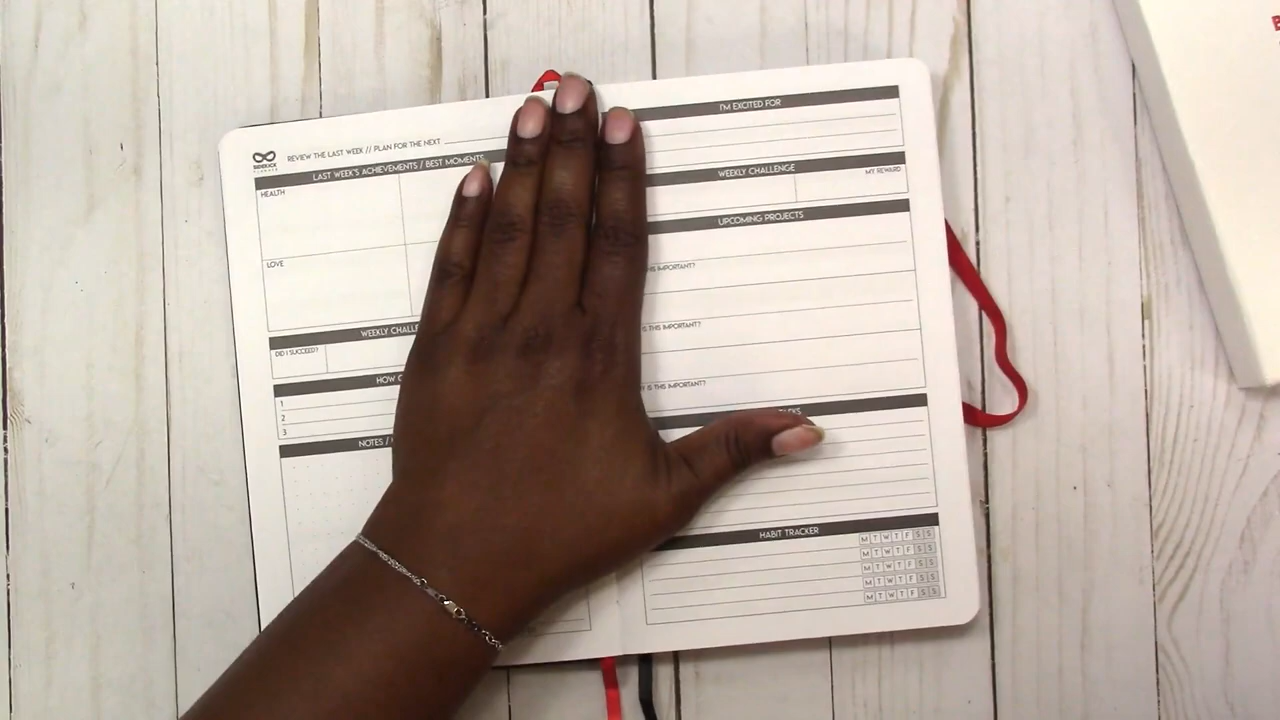 SIDEKICK
PLANNER
REVIEW THE LAST WEEK // PLAN FOR THE NEXT
LAST WEEK'S ACHIEVEMENTS / BEST MOMENTS
HEALTH
LOVE
WEEKLY
DID I SUCCEED?
HOW
1
2
3
NOTES /
I'M EXCITED FOR
WEEKLY CHALLENGE
MY REWARD
UPCOMING PROJECTS
IS IMPORTANT?
IS THIS IMPORTANT?
IS THIS IMPORTANT?
HABIT TRACKER
M T W T F S S
M T W T F S S
M T W T F S S
M T W T F S S
M T W T F S S